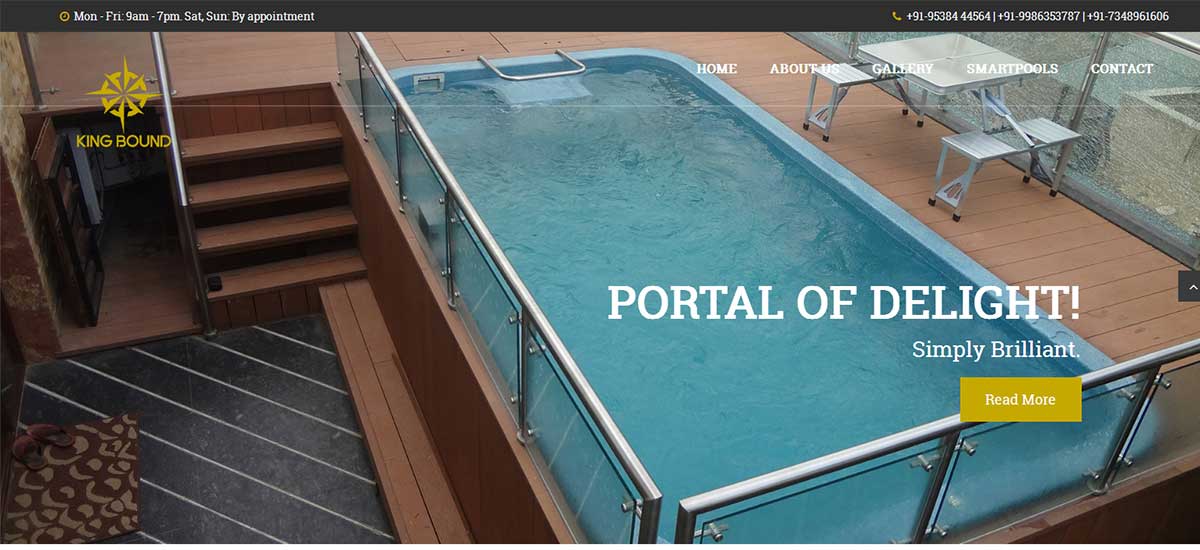 Mon - Fri: 9am - 7pm. Sat, Sun: By appointment
+91-95384 44564 | +91-9986353787 | +91-7348961606
HOME ABOUT US GALLERY SMARTPOOLS CONTACT
KING BOUND
PORTAL OF DELIGHT!
Simply Brilliant.
Read More